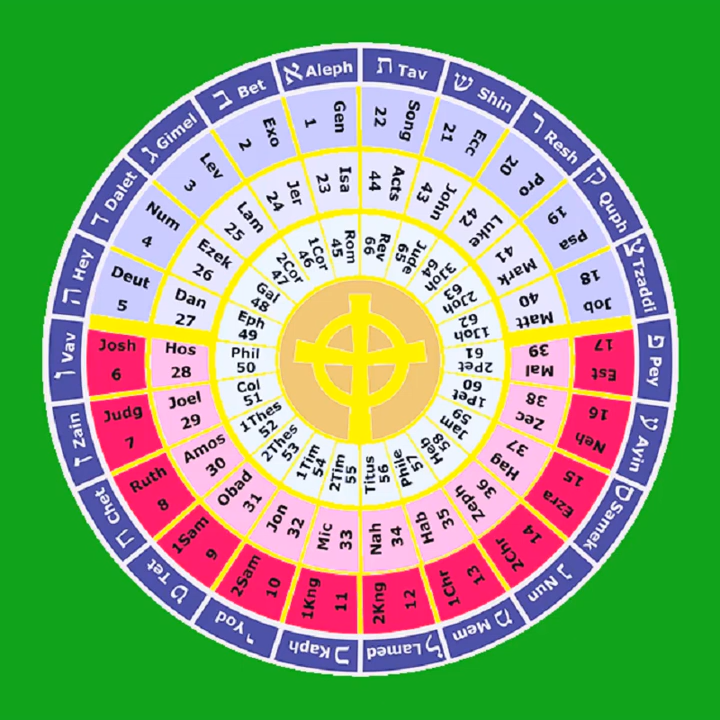 א Aleph
ב Bet
ג Gimel
ד Dalet
ה Hey
ו Vav
ז Zain
ח Chet
ט Tet
י Yod
כ Kaph
ל Lamed
מ Mem
נ Nun
ס Samek
ע Ayin
פ Pey
צ Tzaddi
ק Quph
ר Resh
ש Shin
ת Tav
Gen
1
Exo
2
Lev
3
Num
4
Deut
5
Josh
6
Judg
7
Ruth
8
1Sam
9
2Sam
10
1Kng
11
2Kng
12
1Chr
13
2Chr
14
Ezra
15
Neh
16
Est
17
Job
18
Psa
19
Pro
20
Ecc
21
Song
22
Isa
23
Jer
24
Lam
25
Ezek
26
Dan
27
Hos
28
Joel
29
Amos
30
Obad
31
Jon
32
Mic
33
Nah
34
Hab
35
Zeph
36
Hag
37
Zec
38
Mal
39
Matt
40
Mark
41
Luke
42
John
43
Acts
44
Rom
45
1Cor
46
2Cor
47
Gal
48
Eph
49
Phil
50
Col
51
1Thes
52
2Thes
53
1Tim
54
2Tim
55
Titus
56
Phile
57
Heb
58
Jam
59
1Pet
60
2Pet
61
1Joh
62
2Joh
63
3Joh
64
Jude
65
Rev
66